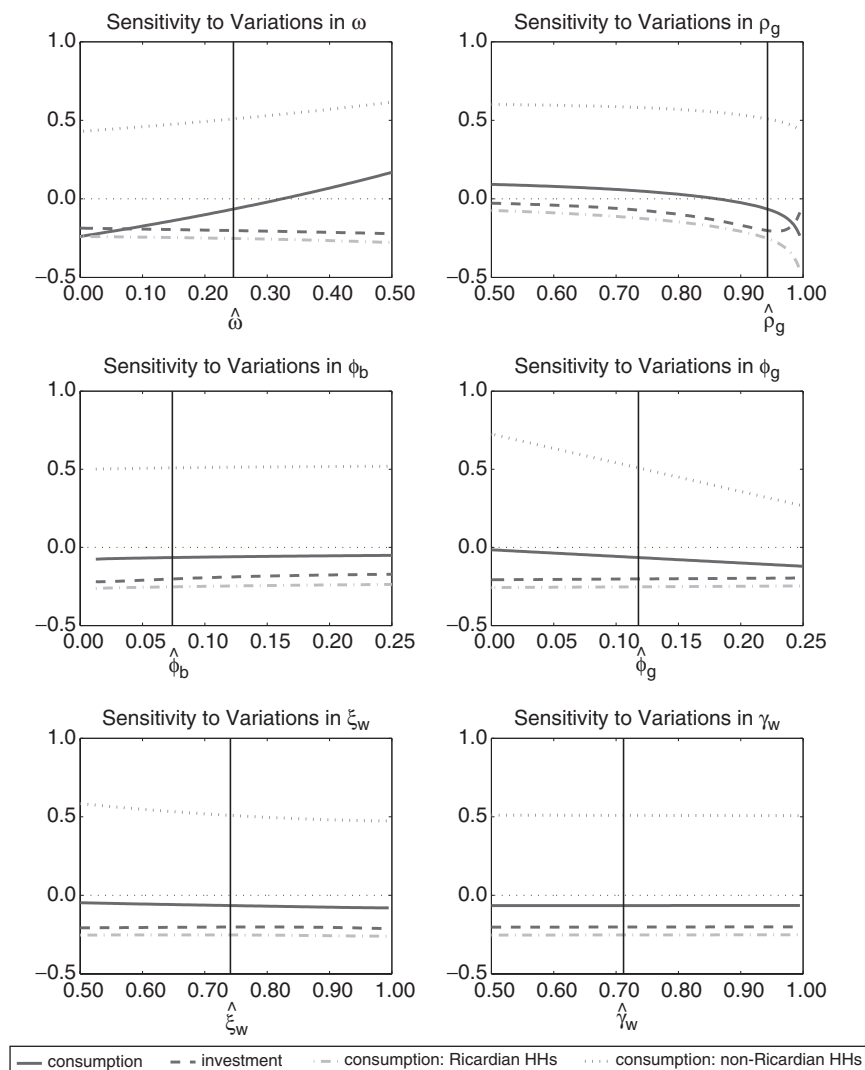 Sensitivity to Variations in ω
1.0
0.5
0.0
−0.5
0.00 0.10 0.20 0.30 0.40 0.50
ω̂
Sensitivity to Variations in ρg
1.0
0.5
0.0
−0.5
0.50 0.60 0.70 0.80 0.90 1.00
ρ̂g
Sensitivity to Variations in ϕb
1.0
0.5
0.0
−0.5
0.00 0.05 0.10 0.15 0.20 0.25
ϕ̂b
Sensitivity to Variations in ϕg
1.0
0.5
0.0
−0.5
0.00 0.05 0.10 0.15 0.20 0.25
ϕ̂g
Sensitivity to Variations in ξw
1.0
0.5
0.0
−0.5
0.50 0.60 0.70 0.80 0.90 1.00
ξ̂w
Sensitivity to Variations in γw
1.0
0.5
0.0
−0.5
0.50 0.60 0.70 0.80 0.90 1.00
γ̂w
consumption investment consumption: Ricardian HHs consumption: non-Ricardian HHs